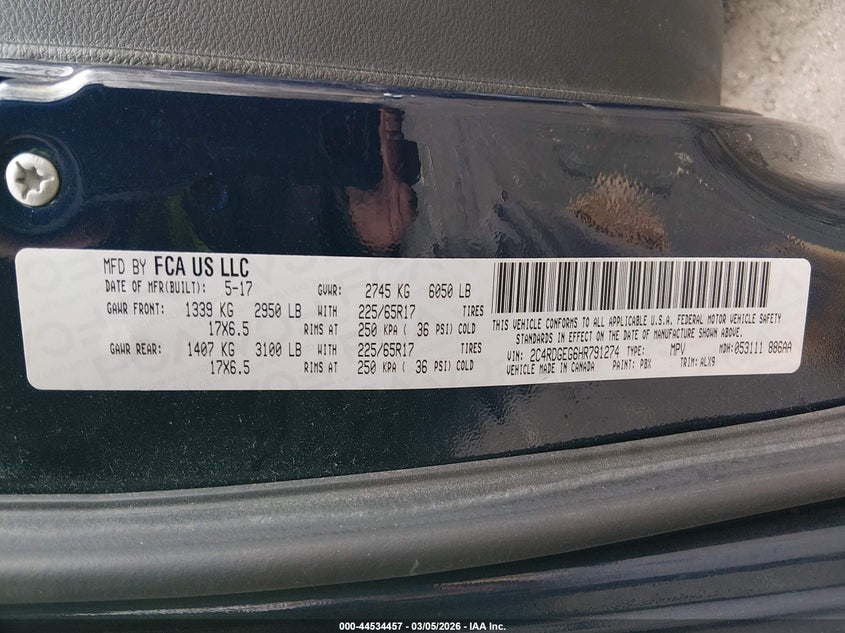 MFD BY FCA US LLC
DATE OF MFR(BUILT): 5-17 GVWR: 2745 KG 6050 LB
GAWR FRONT: 1339 KG 2950 LB WITH 225/65R17 TIRES
17X6.5 RIMS AT 250 KPA ( 36 PSI) COLD
GAWR REAR: 1407 KG 3100 LB WITH 225/65R17 TIRES
17X6.5 RIMS AT 250 KPA ( 36 PSI) COLD
THIS VEHICLE CONFORMS TO ALL APPLICABLE U.S.A. FEDERAL MOTOR VEHICLE SAFETY
STANDARDS IN EFFECT ON THE DATE OF MANUFACTURE SHOWN ABOVE.
VIN: 2C4RDGEG6HR791274 TYPE: MPV MDH:053111 886AA
VEHICLE MADE IN CANADA PAINT: PBX TRIM: ALX9
000-44534457 - 03/05/2026 - IAA Inc.